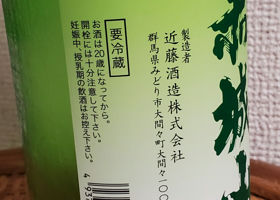 赤城山
製造者
近藤酒造株式会社
群馬県みどり市大間々町大間々100
要冷蔵
お酒は20歳になってから。
開栓には十分注意して下さい。
妊娠中、授乳期の飲酒はお控え下さい。